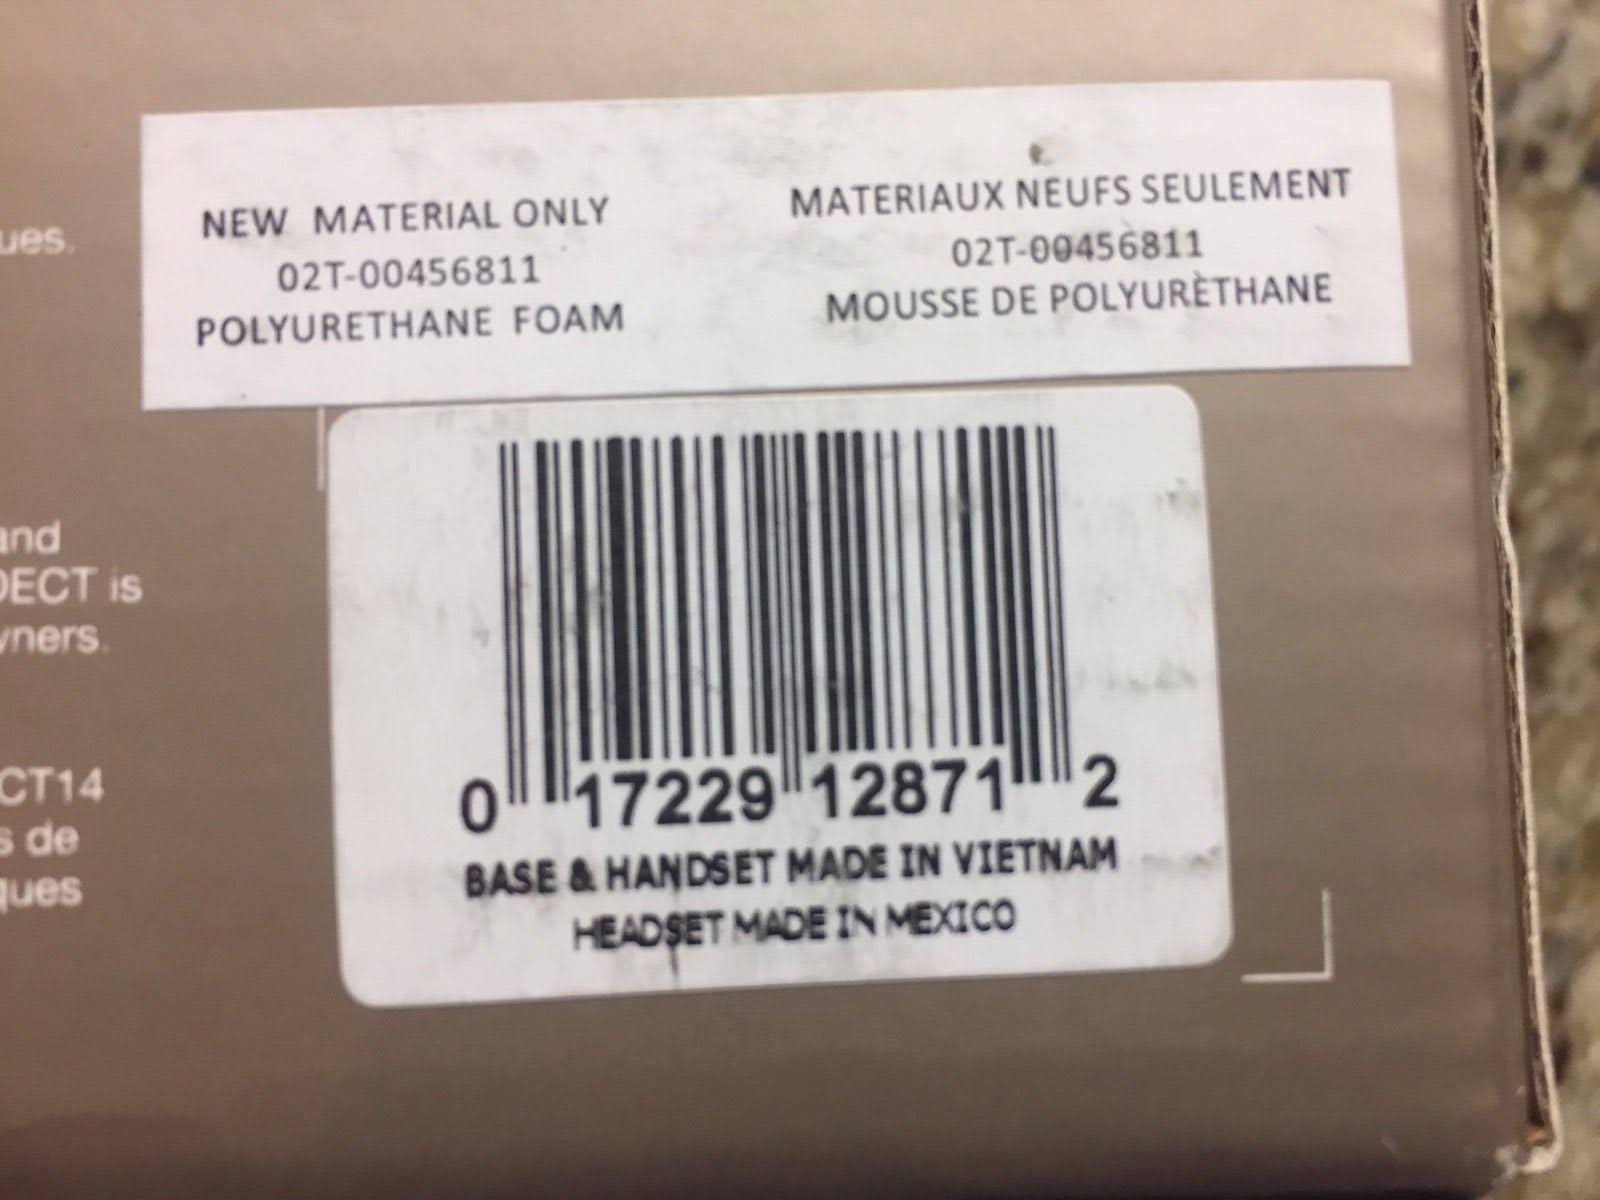 NEW MATERIAL ONLY
02T-00456811
POLYURETHANE FOAM
MATERIAUX NEUFS SEULEMENT
02T-00456811
MOUSSE DE POLYURÈTHANE
ues.
and
DECT is
wners.
CT14
s de
ques
0 17229 12871 2
BASE & HANDSET MADE IN VIETNAM
HEADSET MADE IN MEXICO